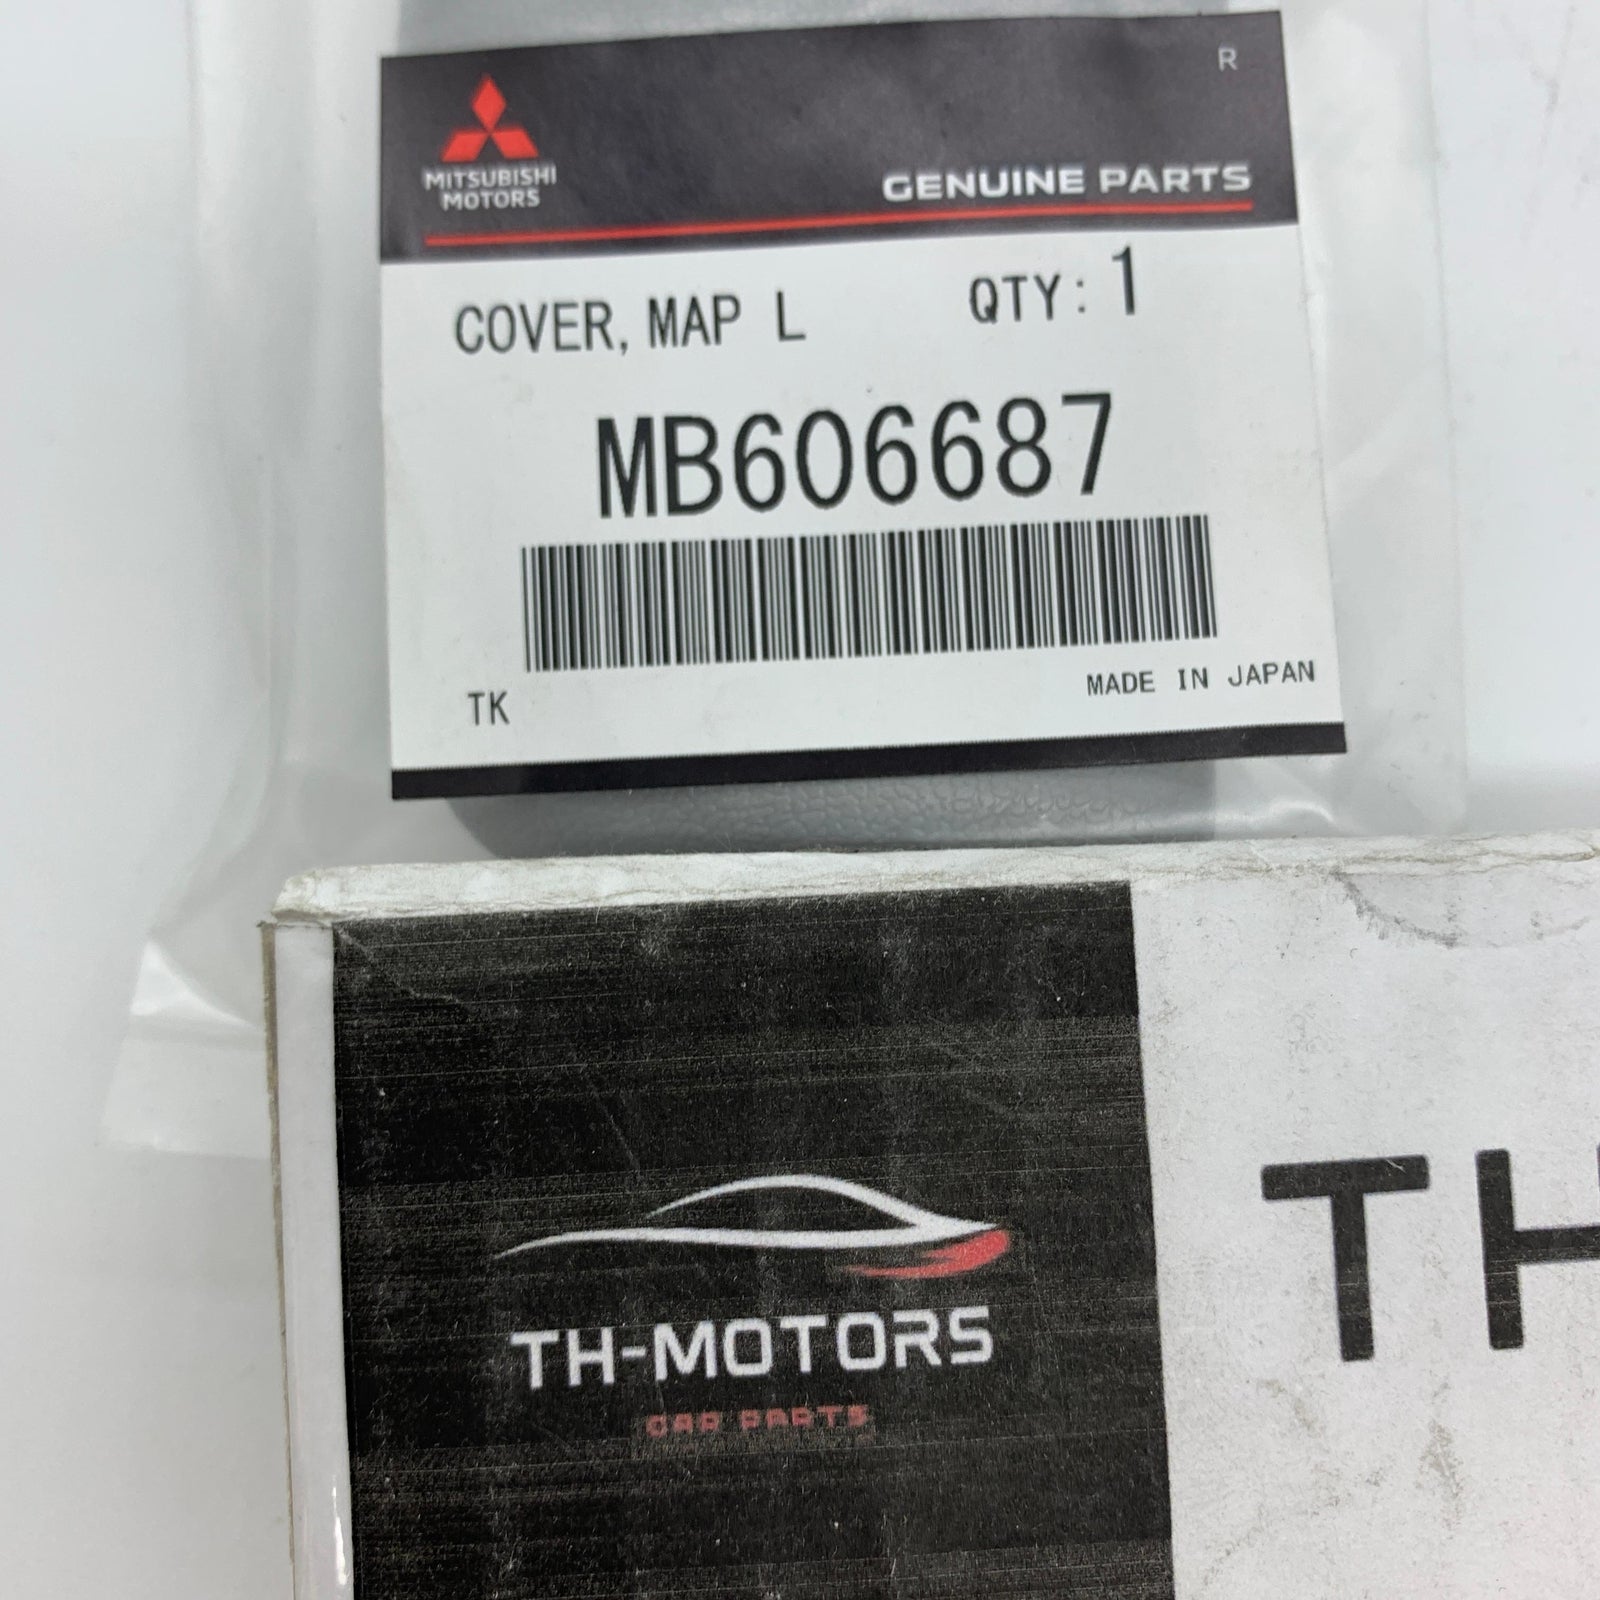 R
MITSUBISHI
MOTORS
GENUINE PARTS
COVER, MAP L QTY: 1
MB606687
TK
MADE IN JAPAN
TH-MOTORS
CAR PARTS
TH